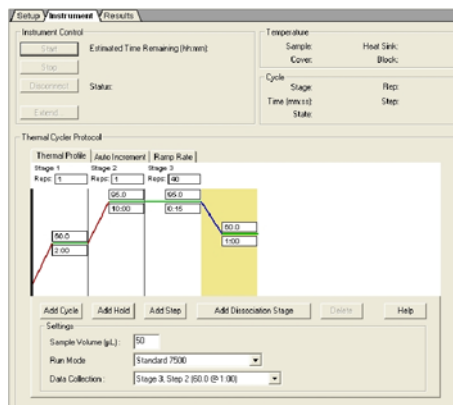 Setup Instrument Results
Instrument Control
Start Estimated Time Remaining (hh:mm):
Stop
Disconnect Status:
Extend...
Temperature
Sample: Heat Sink:
Cover: Block:
Cycle
Stage: Rep:
Time (mm:ss): Step:
State:
Thermal Cycler Protocol
Thermal Profile Auto Increment Ramp Rate
Stage 1 Stage 2 Stage 3
Reps: 1 Reps: 1 Reps: 40
95.0 95.0
10:00 0:15
50.0 60.0
2:00 1:00
Add Cycle Add Hold Add Step Add Dissociation Stage Delete Help
Settings
Sample Volume (µL): 50
Run Mode Standard 7500
Data Collection: Stage 3, Step 2 (60.0 @ 1:00)